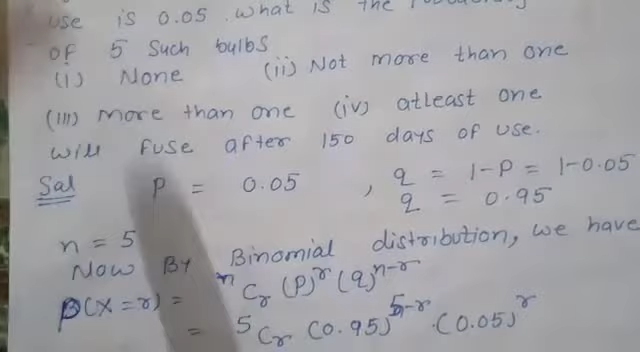 use is 0.05 .what is the
of 5 Such bulbs
(i) None (ii) Not more than one
(iii) more than one (iv) atleast one
will fuse after 150 days of use.
Sol P = 0.05 , q = 1-P = 1-0.05
q = 0.95
n = 5
Now By Binomial distribution, we have
P(X=r) = ⁿCᵣ (P)ʳ (q)ⁿ⁻ʳ
= ⁵Cᵣ (0.95)⁵⁻ʳ . (0.05)ʳ